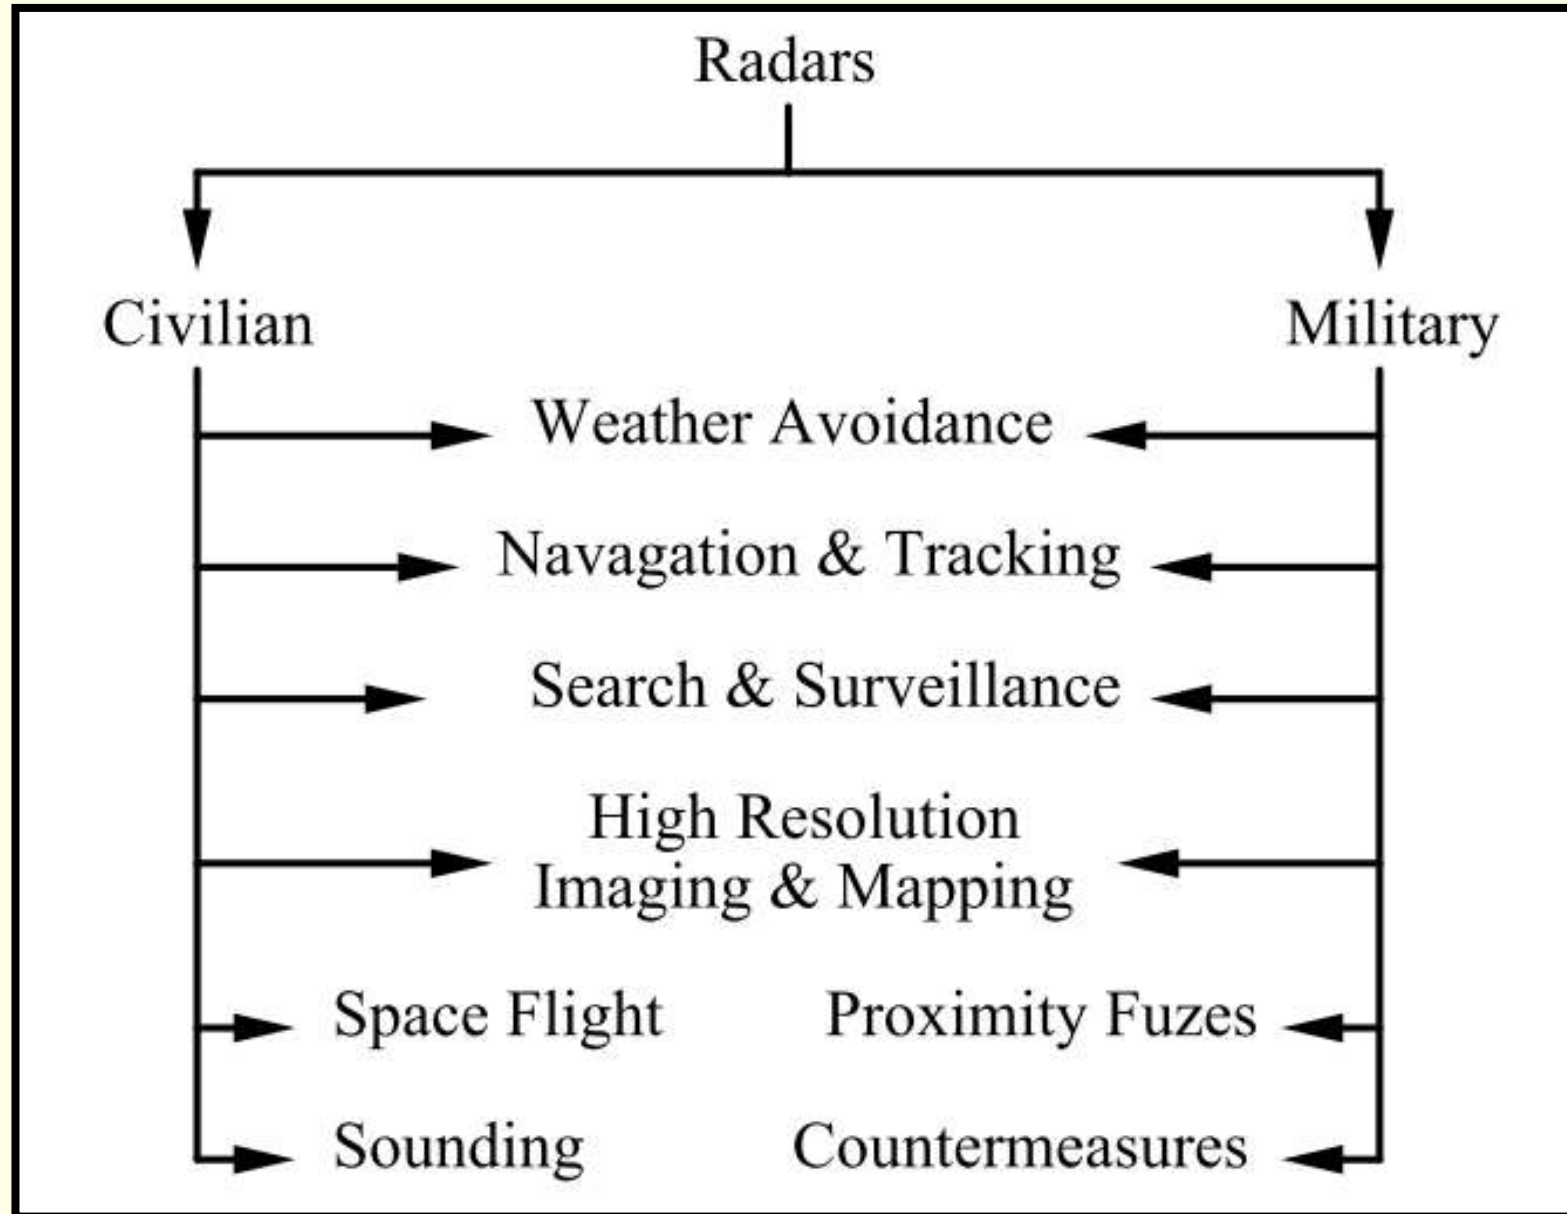 Radars
Civilian
Military
Weather Avoidance
Navagation & Tracking
Search & Surveillance
High Resolution
Imaging & Mapping
Space Flight
Proximity Fuzes
Sounding
Countermeasures